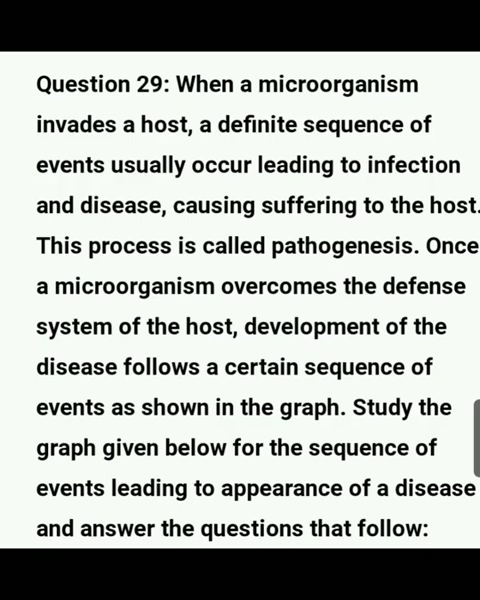 Question 29: When a microorganism
invades a host, a definite sequence of
events usually occur leading to infection
and disease, causing suffering to the host.
This process is called pathogenesis. Once
a microorganism overcomes the defense
system of the host, development of the
disease follows a certain sequence of
events as shown in the graph. Study the
graph given below for the sequence of
events leading to appearance of a disease
and answer the questions that follow: